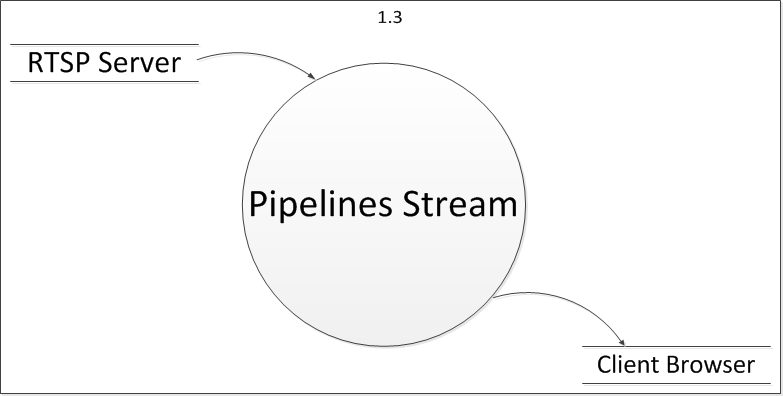 1.3
RTSP Server
Pipelines Stream
Client Browser